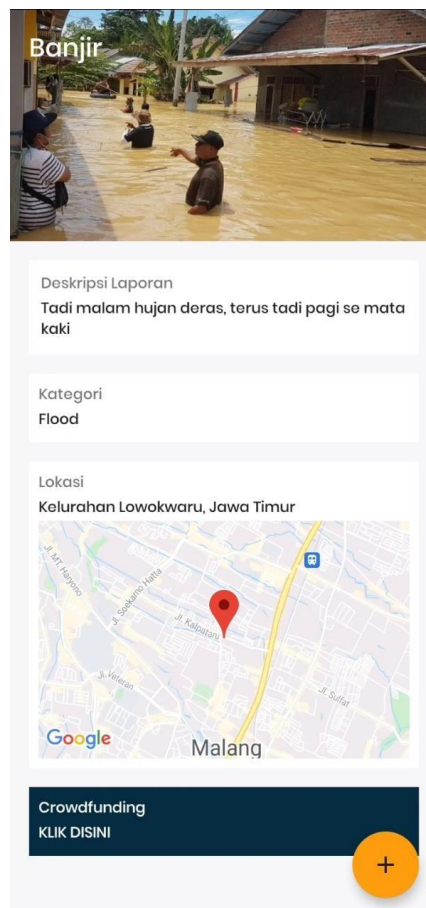 Banjir
Deskripsi Laporan
Tadi malam hujan deras, terus tadi pagi se mata
kaki
Kategori
Flood
Lokasi
Kelurahan Lowokwaru, Jawa Timur
Jl. MT. Haryono
Jl. Soekarno Hatta
Jl. Kalpataru
Jl. Veteran
Jl. Sulfat
Google
Malang
Crowdfunding
KLIK DISINI
+